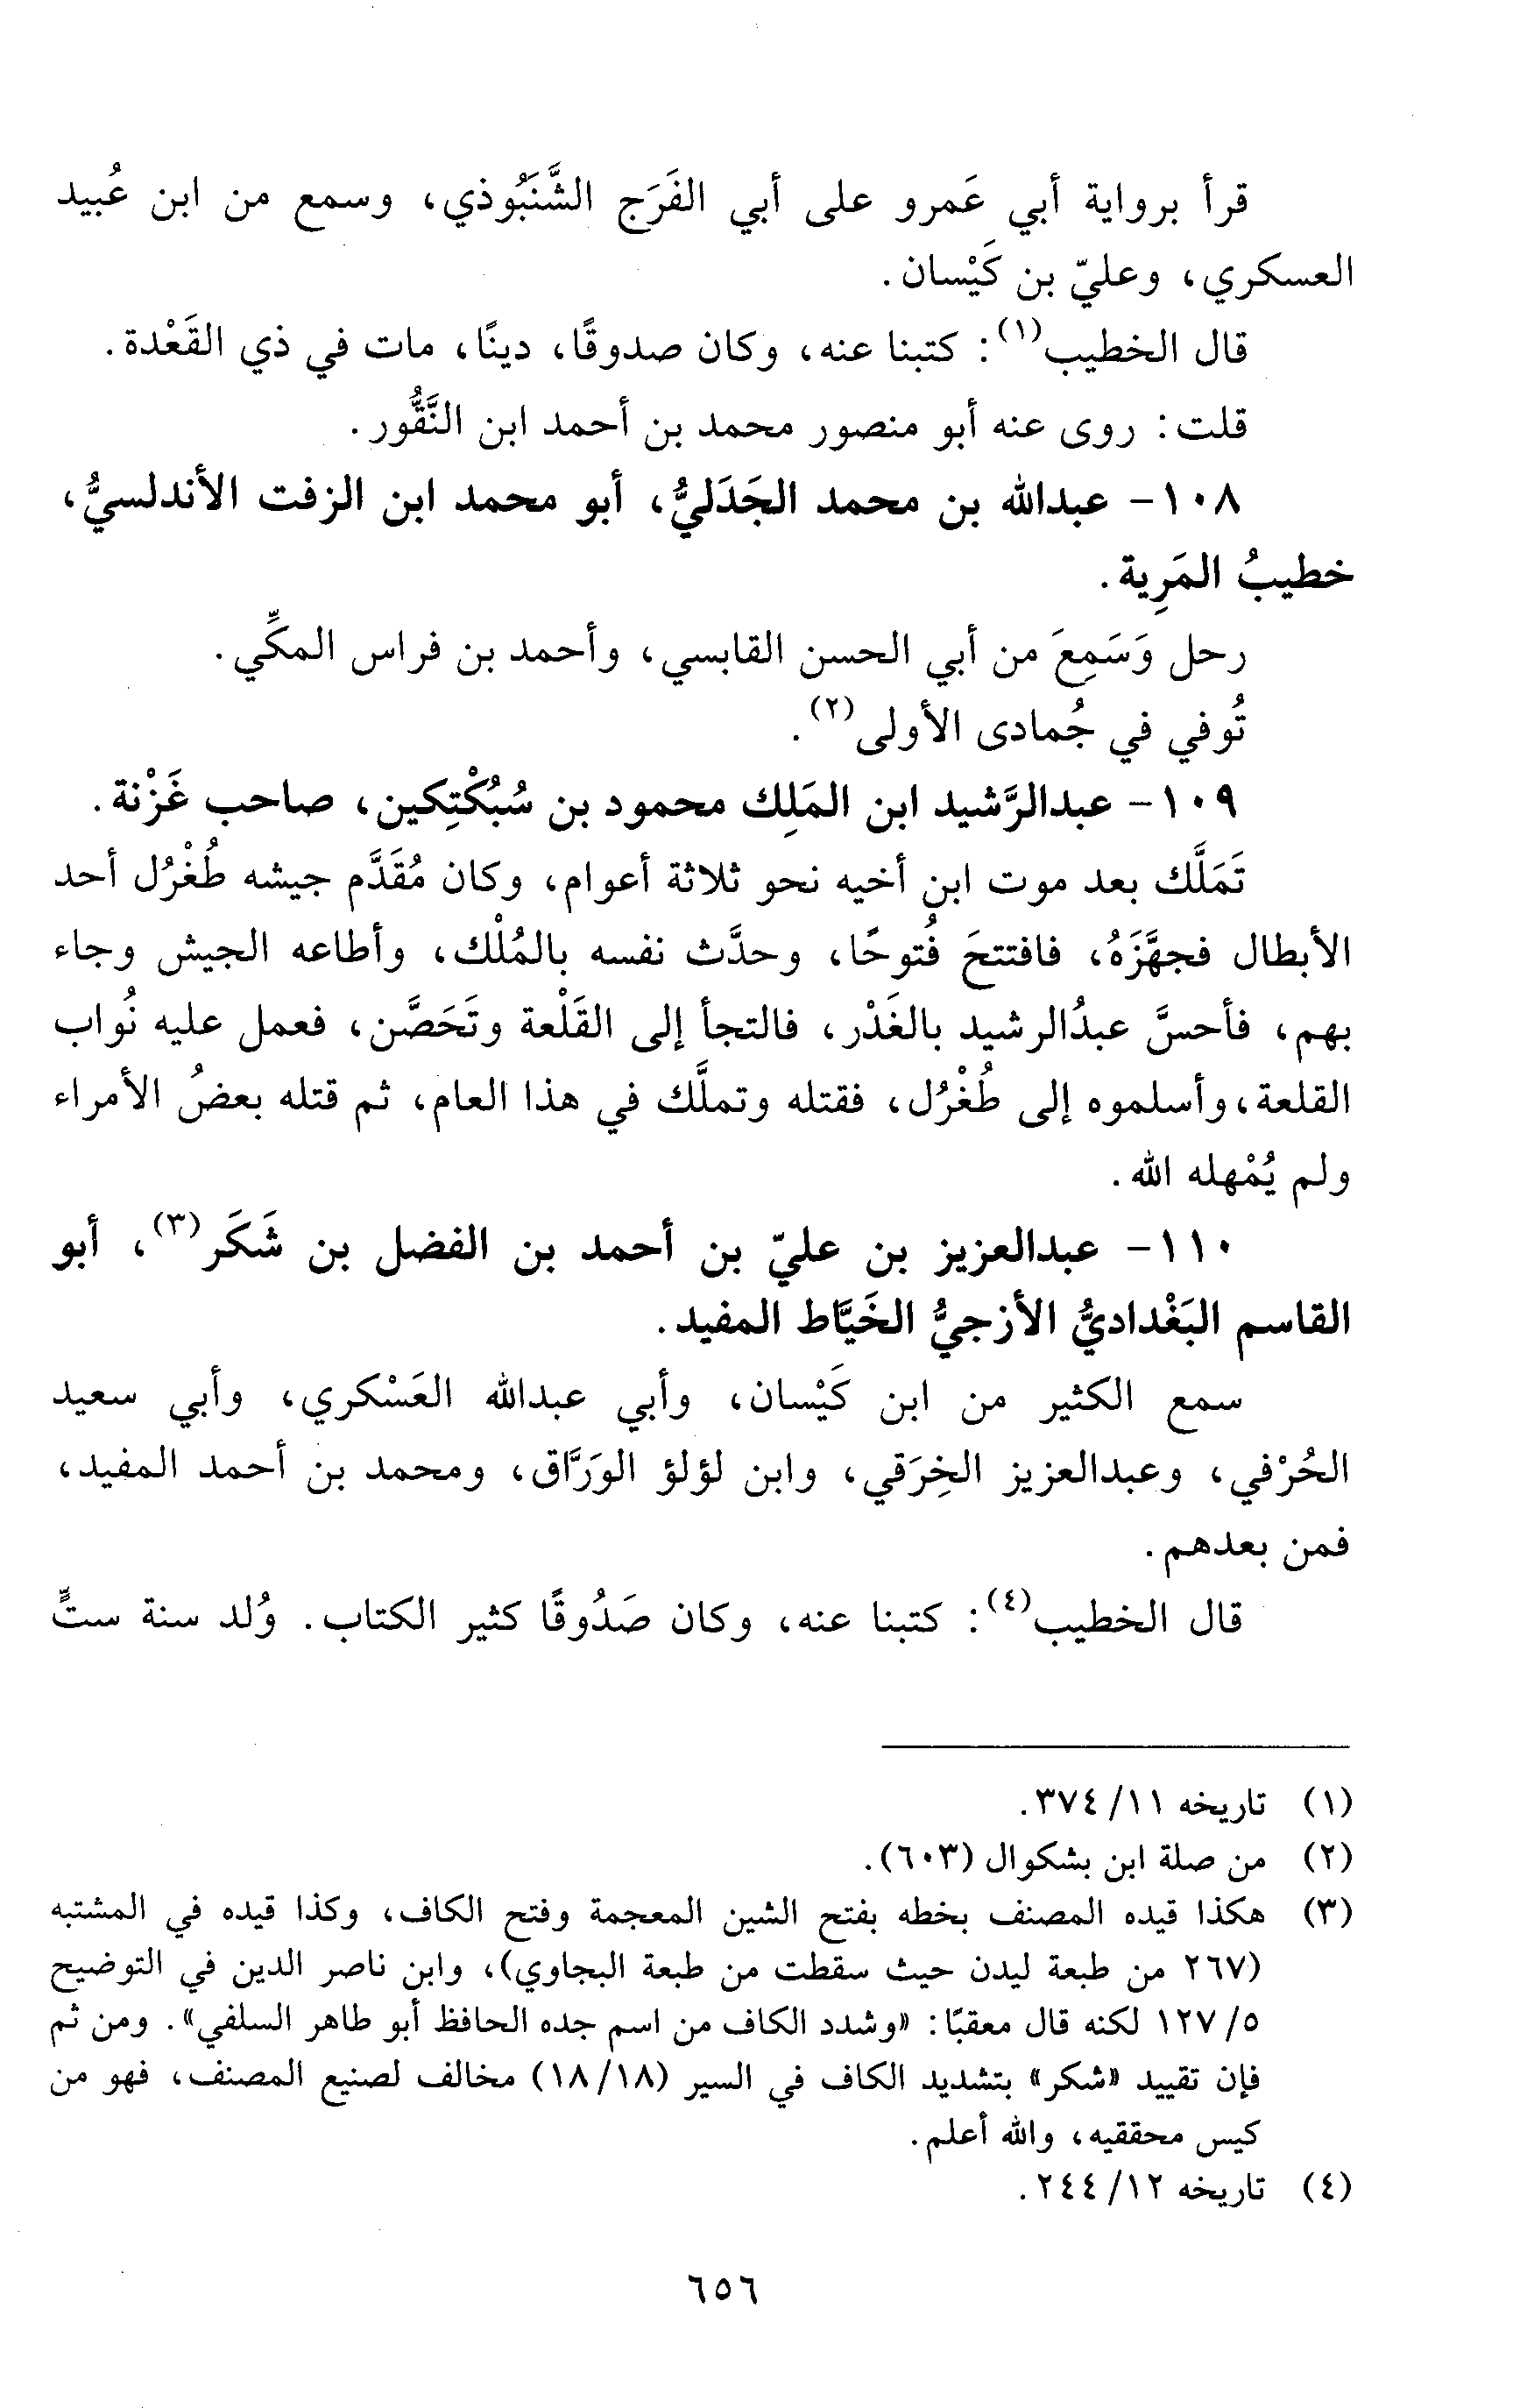 قرأ برواية أبي عَمرو على أبي الفَرَج الشَّنَبُوذي، وسمع من ابن عُبيد
العسكري، وعليّ بن كَيْسان.
قال الخطيب(١): كتبنا عنه، وكان صدوقًا، دينًا، مات في ذي القَعْدة.
قلت: روى عنه أبو منصور محمد بن أحمد ابن النَّقُّور.
١٠٨- عبدالله بن محمد الجَدَليُّ، أبو محمد ابن الزفت الأندلسيُّ،
خطيبُ المَرِية.
رحل وَسَمِعَ من أبي الحسن القابسي، وأحمد بن فراس المكِّي.
تُوفي في جُمادى الأولى(٢).
١٠٩- عبدالرَّشيد ابن المَلِك محمود بن سُبُكْتِكين، صاحب غَزْنة.
تَمَلَّك بعد موت ابن أخيه نحو ثلاثة أعوام، وكان مُقَدَّم جيشه طُغْرُل أحد
الأبطال فجهَّزَهُ، فافتتحَ فُتوحًا، وحدَّث نفسه بالمُلْك، وأطاعه الجيش وجاء
بهم، فأحسَّ عبدُالرشيد بالغَدْر، فالتجأ إلى القَلْعة وتَحَصَّن، فعمل عليه نُواب
القلعة، وأسلموه إلى طُغْرُل، فقتله وتملَّك في هذا العام، ثم قتله بعضُ الأمراء
ولم يُمْهله الله.
١١٠- عبدالعزيز بن عليّ بن أحمد بن الفضل بن شَكَر(٣)، أبو
القاسم البَغْداديُّ الأزجيُّ الخَيَّاط المفيد.
سمع الكثير من ابن كَيْسان، وأبي عبدالله العَسْكري، وأبي سعيد
الحُرْفي، وعبدالعزيز الخِرَقي، وابن لؤلؤ الوَرَّاق، ومحمد بن أحمد المفيد،
فمن بعدهم.
قال الخطيب(٤): كتبنا عنه، وكان صَدُوقًا كثير الكتاب. وُلد سنة ستٍّ
(١) تاريخه ١١/ ٣٧٤.
(٢) من صلة ابن بشكوال (٦٠٣).
(٣) هكذا قيده المصنف بخطه بفتح الشين المعجمة وفتح الكاف، وكذا قيده في المشتبه
(٢٦٧ من طبعة ليدن حيث سقطت من طبعة البجاوي)، وابن ناصر الدين في التوضيح
٥/ ١٢٧ لكنه قال معقبًا: «وشدد الكاف من اسم جده الحافظ أبو طاهر السلفي». ومن ثم
فإن تقييد «شكر» بتشديد الكاف في السير (١٨/١٨) مخالف لصنيع المصنف، فهو من
كيس محققيه، والله أعلم.
(٤) تاريخه ١٢/ ٢٤٤.
٦٥٦